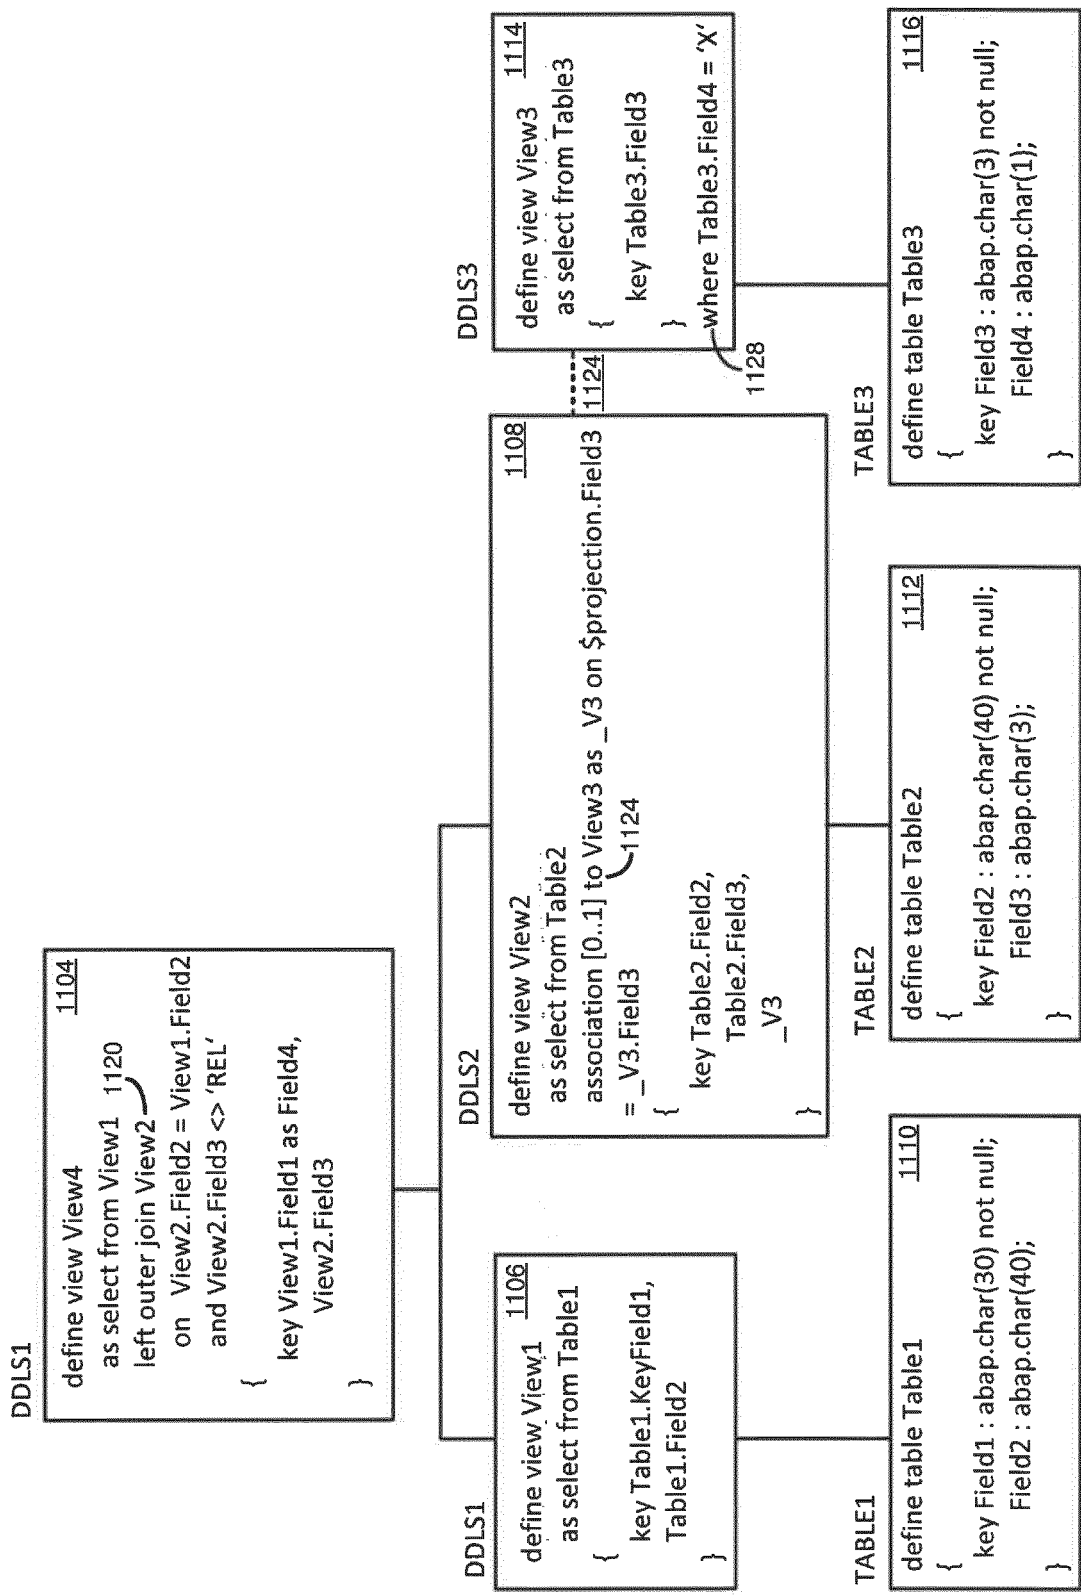 DDLS1
define view View4 1104
as select from View1 1120
left outer join View2
on View2.Field2 = View1.Field2
and View2.Field3 <> 'REL'
{
key View1.Field1 as Field4,
View2.Field3
}
DDLS1
define view View1 1106
as select from Table1
{
key Table1.KeyField1,
Table1.Field2
}
DDLS2
define view View2 1108
as select from Table2
association [0..1] to View3 as _V3 on $projection.Field3
= _V3.Field3 1124
{
key Table2.Field2,
Table2.Field3,
_V3
}
1124
DDLS3
define view View3 1114
as select from Table3
{
key Table3.Field3
}
where Table3.Field4 = 'X'
1128
TABLE1
define table Table1 1110
{
key Field1 : abap.char(30) not null;
Field2 : abap.char(40);
}
TABLE2
define table Table2 1112
{
key Field2 : abap.char(40) not null;
Field3 : abap.char(3);
}
TABLE3
define table Table3 1116
{
key Field3 : abap.char(3) not null;
Field4 : abap.char(1);
}